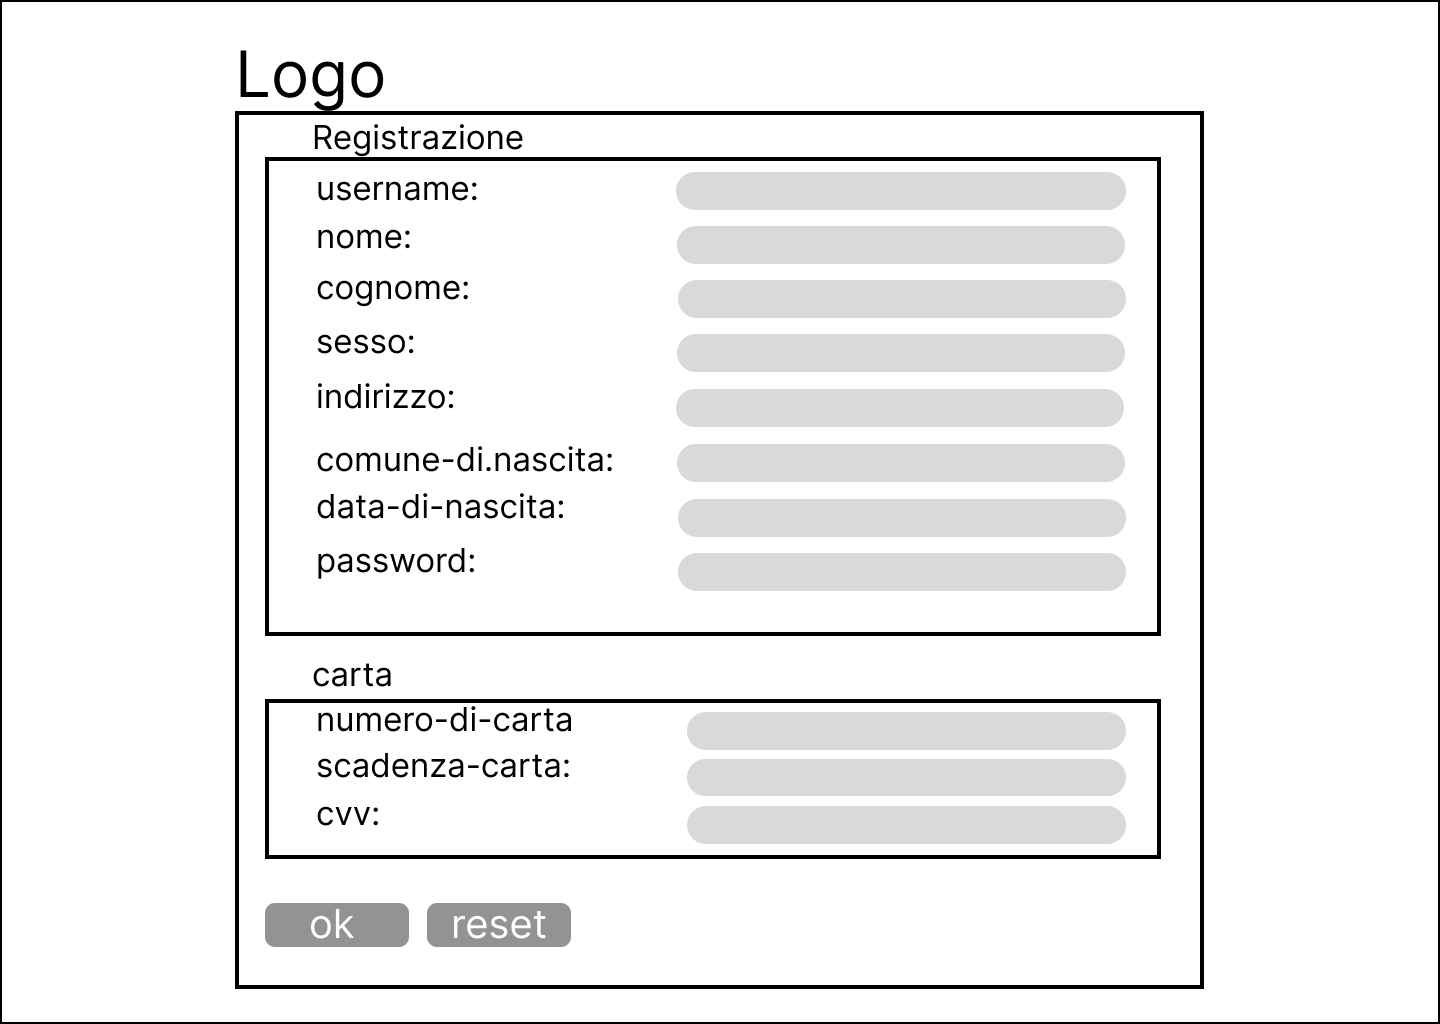 Logo
Registrazione
username:
nome:
cognome:
sesso:
indirizzo:
comune-di.nascita:
data-di-nascita:
password:
carta
numero-di-carta
scadenza-carta:
cvv:
ok reset